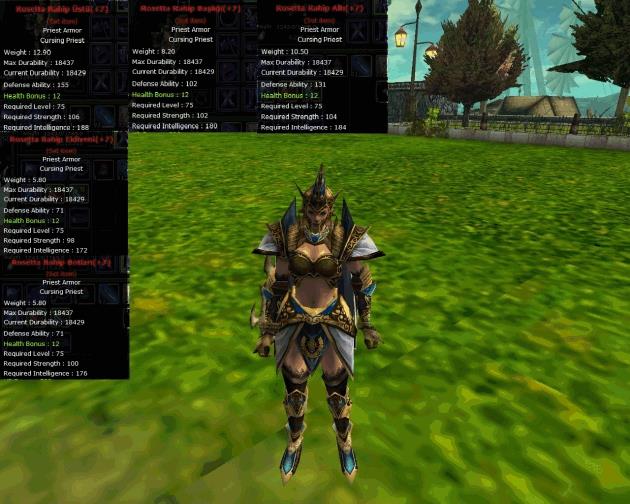 Rosetta Rahip Üstü(+7)
(Set item)
Priest Armor
Cursing Priest
Weight : 12.90
Max Durability : 18437
Current Durability : 18429
Defense Ability : 155
Health Bonus : 12
Required Level : 75
Required Strength : 106
Required Intelligence : 188
Rosetta Rahip Başlığı(+7)
(Set item)
Priest Armor
Cursing Priest
Weight : 8.20
Max Durability : 18437
Current Durability : 18429
Defense Ability : 102
Health Bonus : 12
Required Level : 75
Required Strength : 102
Required Intelligence : 180
Rosetta Rahip Altı(+7)
(Set item)
Priest Armor
Cursing Priest
Weight : 10.50
Max Durability : 18437
Current Durability : 18429
Defense Ability : 131
Health Bonus : 12
Required Level : 75
Required Strength : 104
Required Intelligence : 184
Rosetta Rahip Eldiveni(+7)
(Set item)
Priest Armor
Cursing Priest
Weight : 5.80
Max Durability : 18437
Current Durability : 18429
Defense Ability : 71
Health Bonus : 12
Required Level : 75
Required Strength : 98
Required Intelligence : 172
Rosetta Rahip Botları(+7)
(Set item)
Priest Armor
Cursing Priest
Weight : 5.80
Max Durability : 18437
Current Durability : 18429
Defense Ability : 71
Health Bonus : 12
Required Level : 75
Required Strength : 100
Required Intelligence : 176